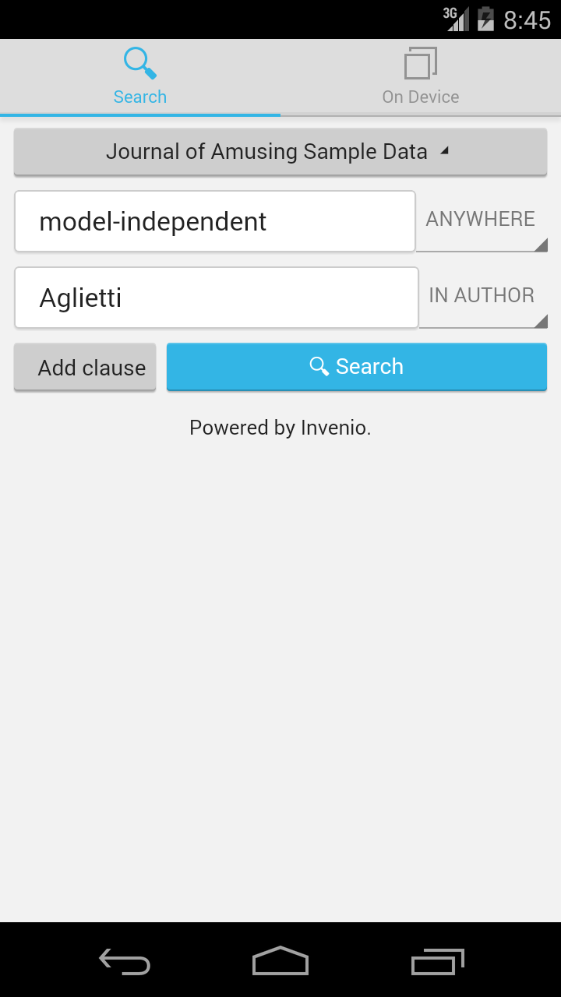 3G 8:45
Search
On Device
Journal of Amusing Sample Data
model-independent ANYWHERE
Aglietti IN AUTHOR
Add clause Search
Powered by Invenio.